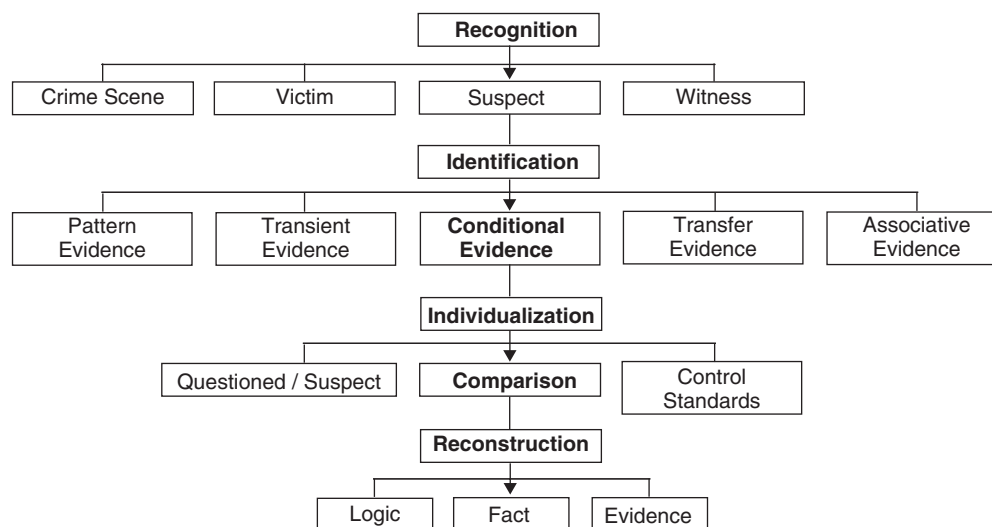 Recognition
Crime Scene
Victim
Suspect
Witness
Identification
Pattern
Evidence
Transient
Evidence
Conditional
Evidence
Transfer
Evidence
Associative
Evidence
Individualization
Questioned / Suspect
Comparison
Control
Standards
Reconstruction
Logic
Fact
Evidence